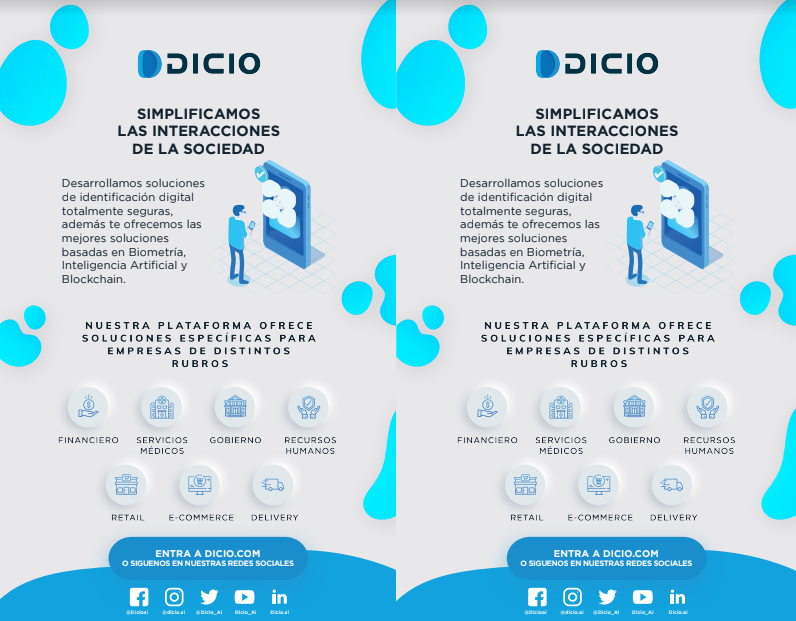 DICIO
SIMPLIFICAMOS
LAS INTERACCIONES
DE LA SOCIEDAD
Desarrollamos soluciones
de identificación digital
totalmente seguras,
además te ofrecemos las
mejores soluciones
basadas en Biometría,
Inteligencia Artificial y
Blockchain.
NUESTRA PLATAFORMA OFRECE
SOLUCIONES ESPECÍFICAS PARA
EMPRESAS DE DISTINTOS
RUBROS
FINANCIERO
SERVICIOS
MÉDICOS
GOBIERNO
RECURSOS
HUMANOS
RETAIL
E-COMMERCE
DELIVERY
ENTRA A DICIO.COM
O SIGUENOS EN NUESTRAS REDES SOCIALES
@Dicioai
@dicio.ai
@Dicio_AI
Dicio_AI
Dicio.ai
DICIO
SIMPLIFICAMOS
LAS INTERACCIONES
DE LA SOCIEDAD
Desarrollamos soluciones
de identificación digital
totalmente seguras,
además te ofrecemos las
mejores soluciones
basadas en Biometría,
Inteligencia Artificial y
Blockchain.
NUESTRA PLATAFORMA OFRECE
SOLUCIONES ESPECÍFICAS PARA
EMPRESAS DE DISTINTOS
RUBROS
FINANCIERO
SERVICIOS
MÉDICOS
GOBIERNO
RECURSOS
HUMANOS
RETAIL
E-COMMERCE
DELIVERY
ENTRA A DICIO.COM
O SIGUENOS EN NUESTRAS REDES SOCIALES
@Dicioai
@dicio.ai
@Dicio_AI
Dicio_AI
Dicio.ai